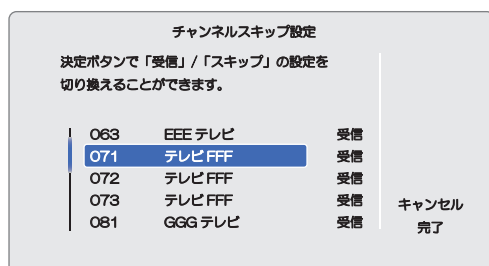 チャンネルスキップ設定
決定ボタンで「受信」/「スキップ」の設定を
切り換えることができます。
063 EEE テレビ 受信
071 テレビ FFF 受信
072 テレビ FFF 受信
073 テレビ FFF 受信
081 GGG テレビ 受信
キャンセル
完了